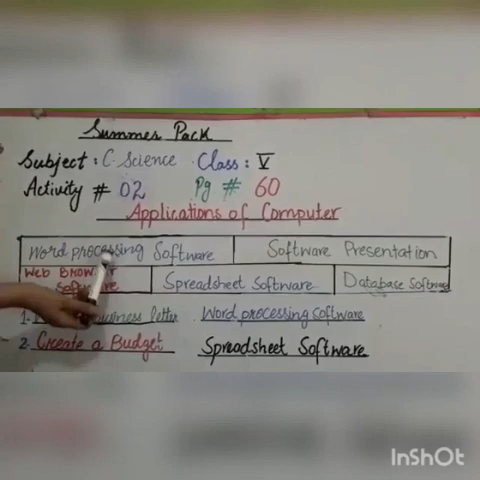 Summer Pack
Subject: C-Science Class: V
Activity # 02 Pg # 60
Applications of Computer
Word processing Software Software Presentation
Web Browser Software Spreadsheet Software Database Software
1. letter Word processing software
2. Create a Budget Spreadsheet Software
InShOt